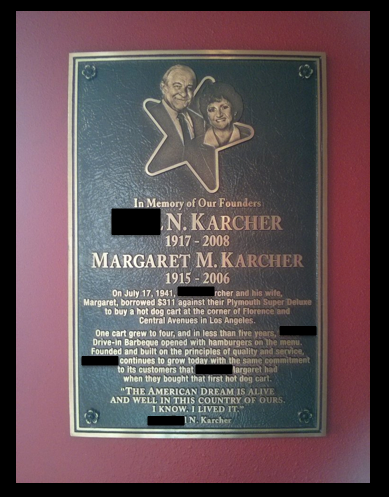 In Memory of Our Founders
N. KARCHER
1917 - 2008
MARGARET M. KARCHER
1915 - 2006
On July 17, 1941, rcher and his wife,
Margaret, borrowed $311 against their Plymouth Super Deluxe
to buy a hot dog cart at the corner of Florence and
Central Avenues in Los Angeles.
One cart grew to four, and in less than five years,
Drive-in Barbeque opened with hamburgers on the menu.
Founded and built on the principles of quality and service,
continues to grow today with the same commitment
to its customers that argaret had
when they bought that first hot dog cart.
"THE AMERICAN DREAM IS ALIVE
AND WELL IN THIS COUNTRY OF OURS.
I KNOW, I LIVED IT."
l N. Karcher